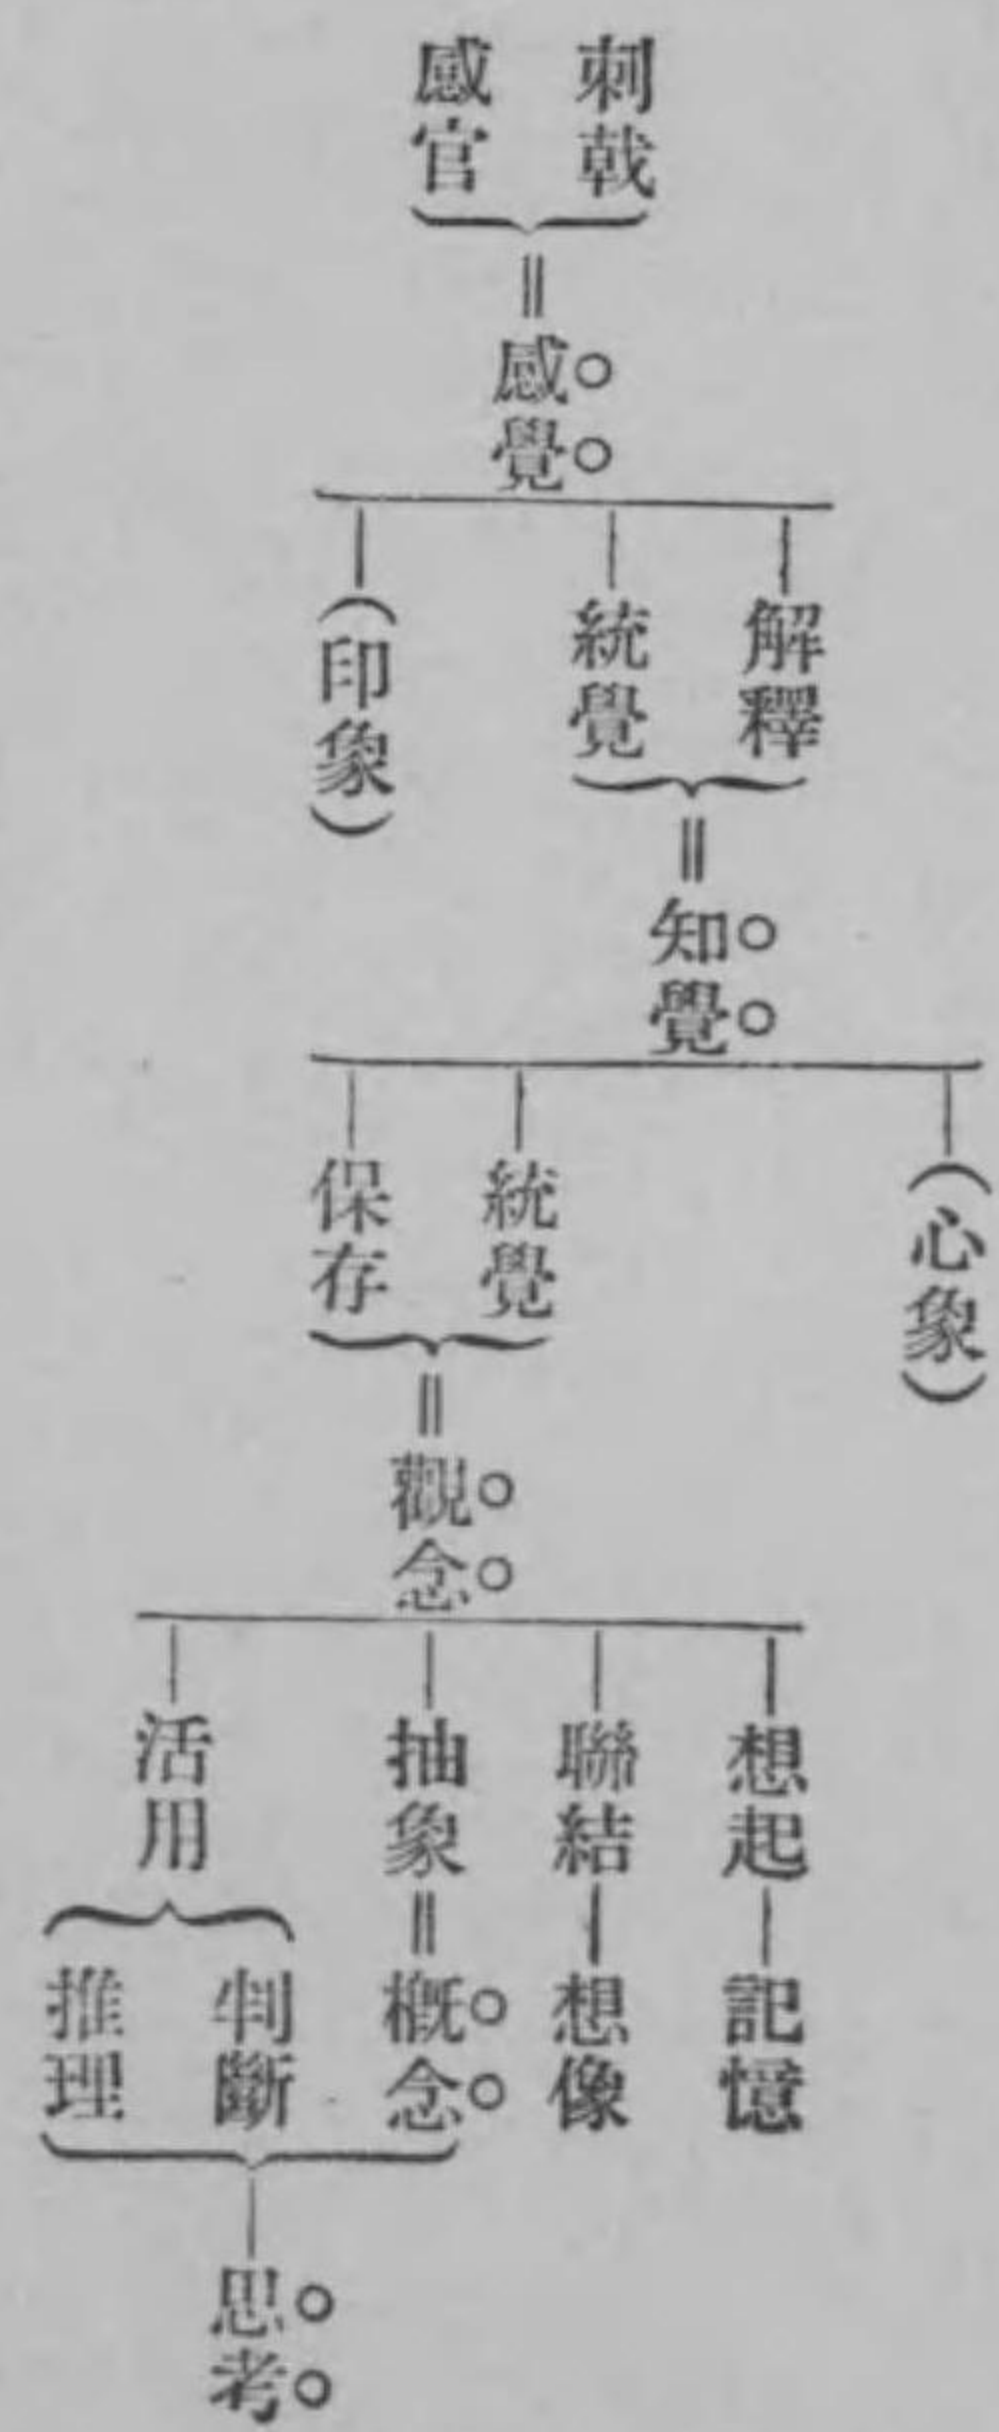 刺戟
感官
感覺
解釋
統覺
(印象)
知覺
(心象)
統覺
保存
觀念
想起
記憶
聯結
想像
抽象
概念
活用
判斷
推理
思考